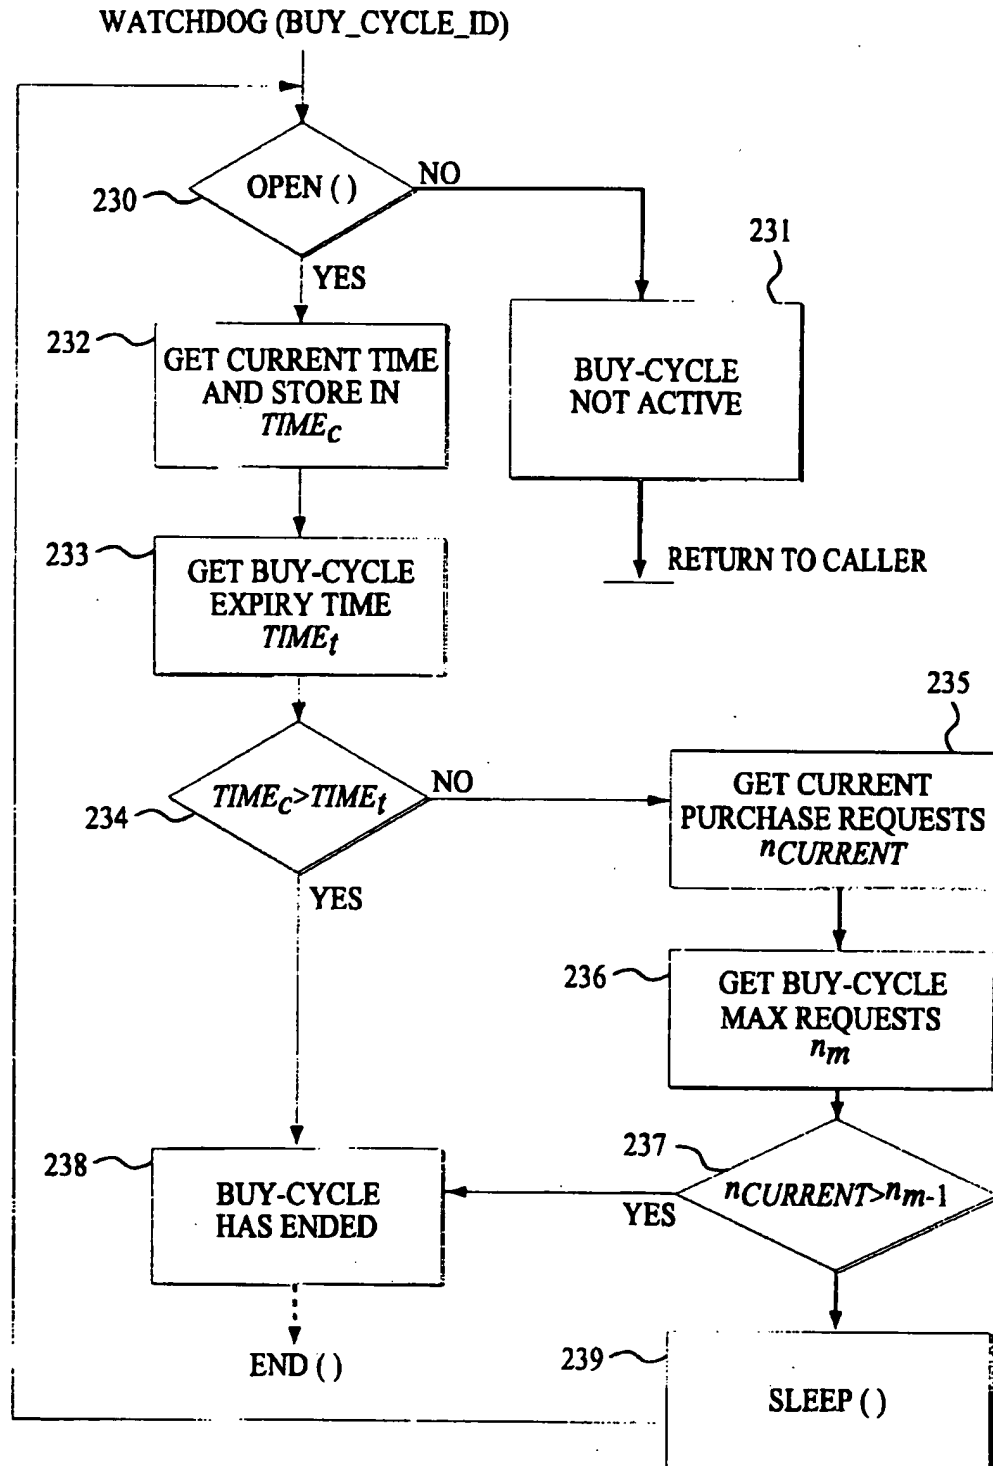 WATCHDOG (BUY_CYCLE_ID)
230
OPEN ( )
NO
YES
231
BUY-CYCLE
NOT ACTIVE
RETURN TO CALLER
232
GET CURRENT TIME
AND STORE IN
TIMEc
233
GET BUY-CYCLE
EXPIRY TIME
TIMEt
234
TIMEc>TIMEt
NO
YES
235
GET CURRENT
PURCHASE REQUESTS
nCURRENT
236
GET BUY-CYCLE
MAX REQUESTS
nm
237
nCURRENT>nm-1
YES
238
BUY-CYCLE
HAS ENDED
END ( )
239
SLEEP ( )